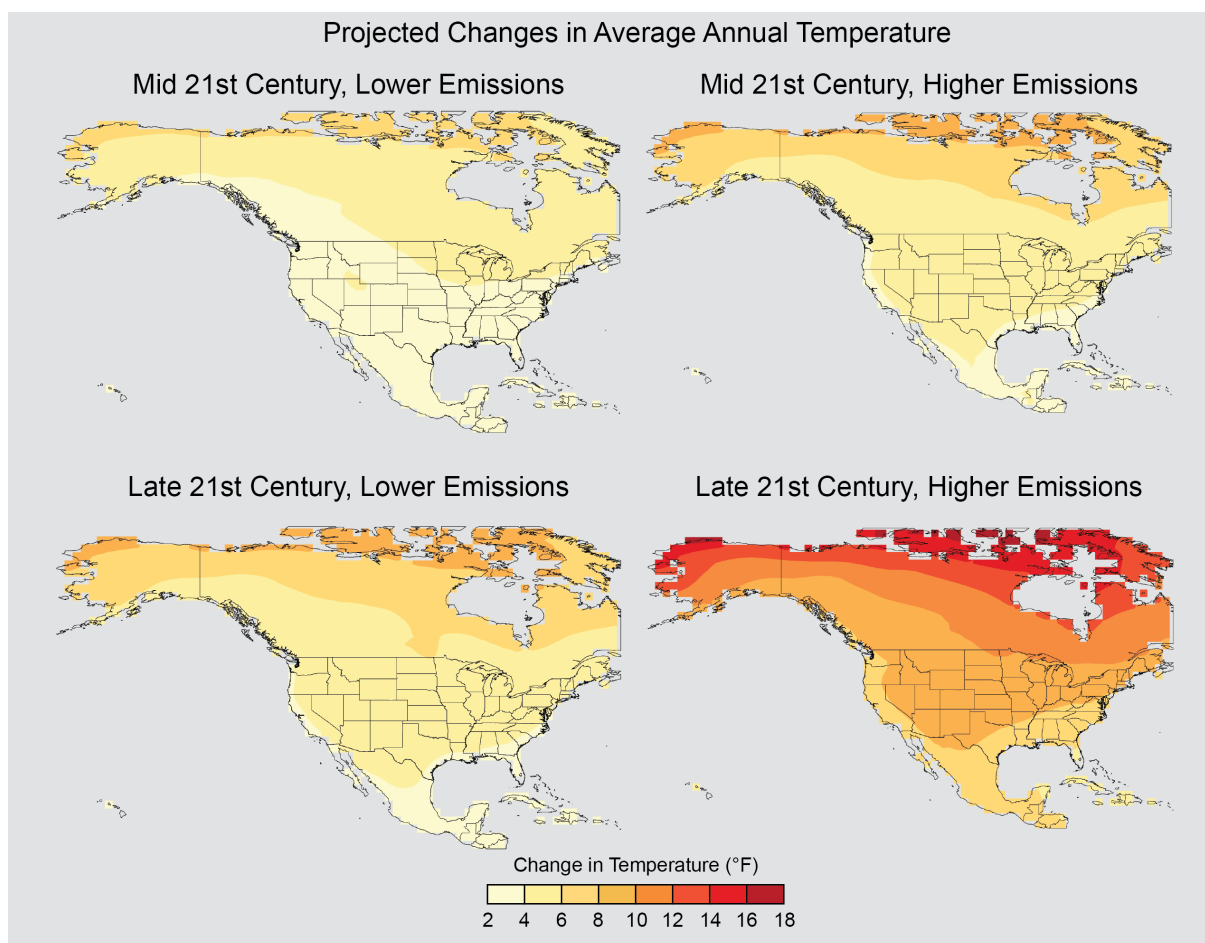 Projected Changes in Average Annual Temperature
Mid 21st Century, Lower Emissions
Mid 21st Century, Higher Emissions
Late 21st Century, Lower Emissions
Late 21st Century, Higher Emissions
Change in Temperature (°F)
2 4 6 8 10 12 14 16 18